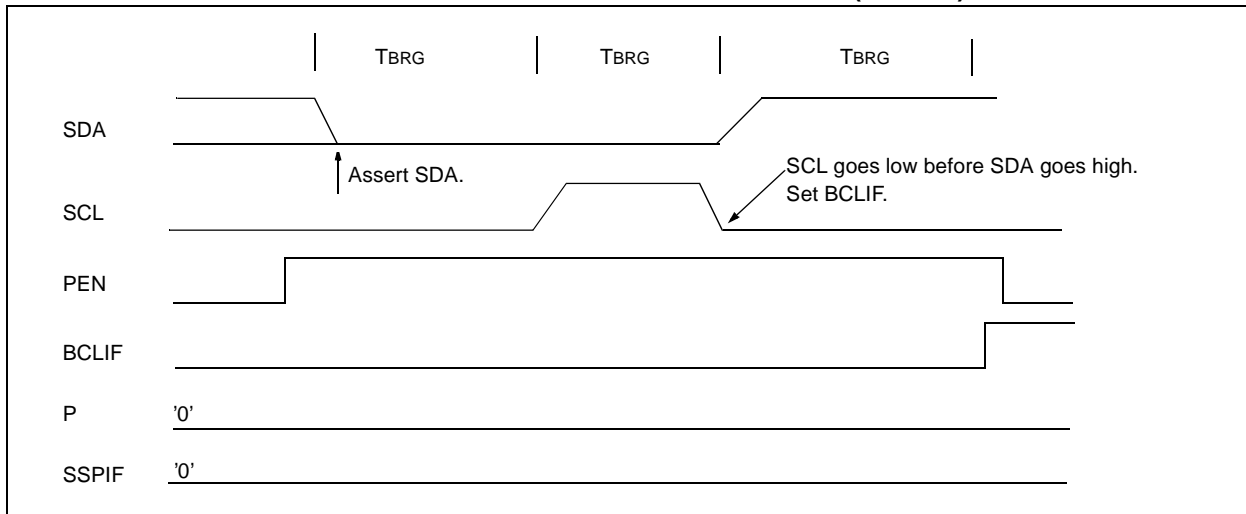 TBRG TBRG TBRG
SDA
Assert SDA.
SCL goes low before SDA goes high.
Set BCLIF.
SCL
PEN
BCLIF
P '0'
SSPIF '0'